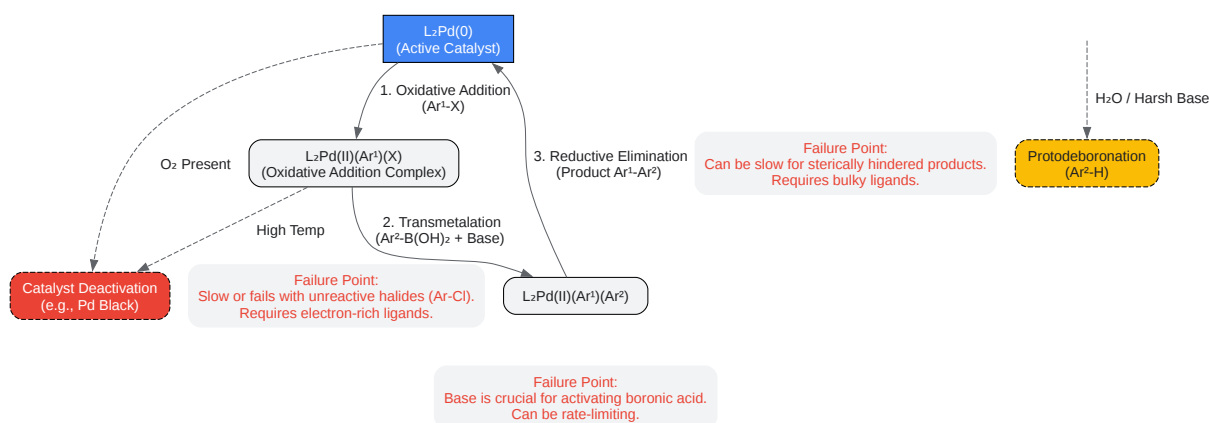 L₂Pd(0)
(Active Catalyst)
1. Oxidative Addition
(Ar¹-X)
H₂O / Harsh Base
O₂ Present
L₂Pd(II)(Ar¹)(X)
(Oxidative Addition Complex)
3. Reductive Elimination
(Product Ar¹-Ar²)
Failure Point:
Can be slow for sterically hindered products.
Requires bulky ligands.
Protodeboronation
(Ar²-H)
High Temp
2. Transmetalation
(Ar²-B(OH)₂ + Base)
Catalyst Deactivation
(e.g., Pd Black)
Failure Point:
Slow or fails with unreactive halides (Ar-Cl).
Requires electron-rich ligands.
L₂Pd(II)(Ar¹)(Ar²)
Failure Point:
Base is crucial for activating boronic acid.
Can be rate-limiting.